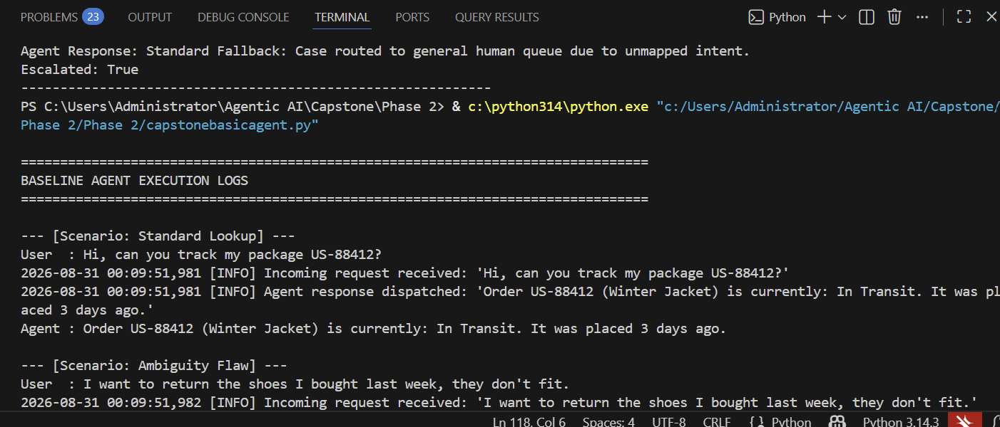 PROBLEMS 23 OUTPUT DEBUG CONSOLE TERMINAL PORTS QUERY RESULTS Python
Agent Response: Standard Fallback: Case routed to general human queue due to unmapped intent.
Escalated: True
------------------------------------------------------------
PS C:\Users\Administrator\Agentic AI\Capstone\Phase 2> & c:\python314\python.exe "c:/Users/Administrator/Agentic AI/Capstone/
Phase 2/Phase 2/capstonebasicagent.py"
================================================================================
BASELINE AGENT EXECUTION LOGS
================================================================================
--- [Scenario: Standard Lookup] ---
User  : Hi, can you track my package US-88412?
2026-08-31 00:09:51,981 [INFO] Incoming request received: 'Hi, can you track my package US-88412?'
2026-08-31 00:09:51,981 [INFO] Agent response dispatched: 'Order US-88412 (Winter Jacket) is currently: In Transit. It was pl
aced 3 days ago.'
Agent : Order US-88412 (Winter Jacket) is currently: In Transit. It was placed 3 days ago.
--- [Scenario: Ambiguity Flaw] ---
User  : I want to return the shoes I bought last week, they don't fit.
2026-08-31 00:09:51,982 [INFO] Incoming request received: 'I want to return the shoes I bought last week, they don't fit.'
Ln 118, Col 6 Spaces: 4 UTF-8 CRLF { } Python Python 3.14.3